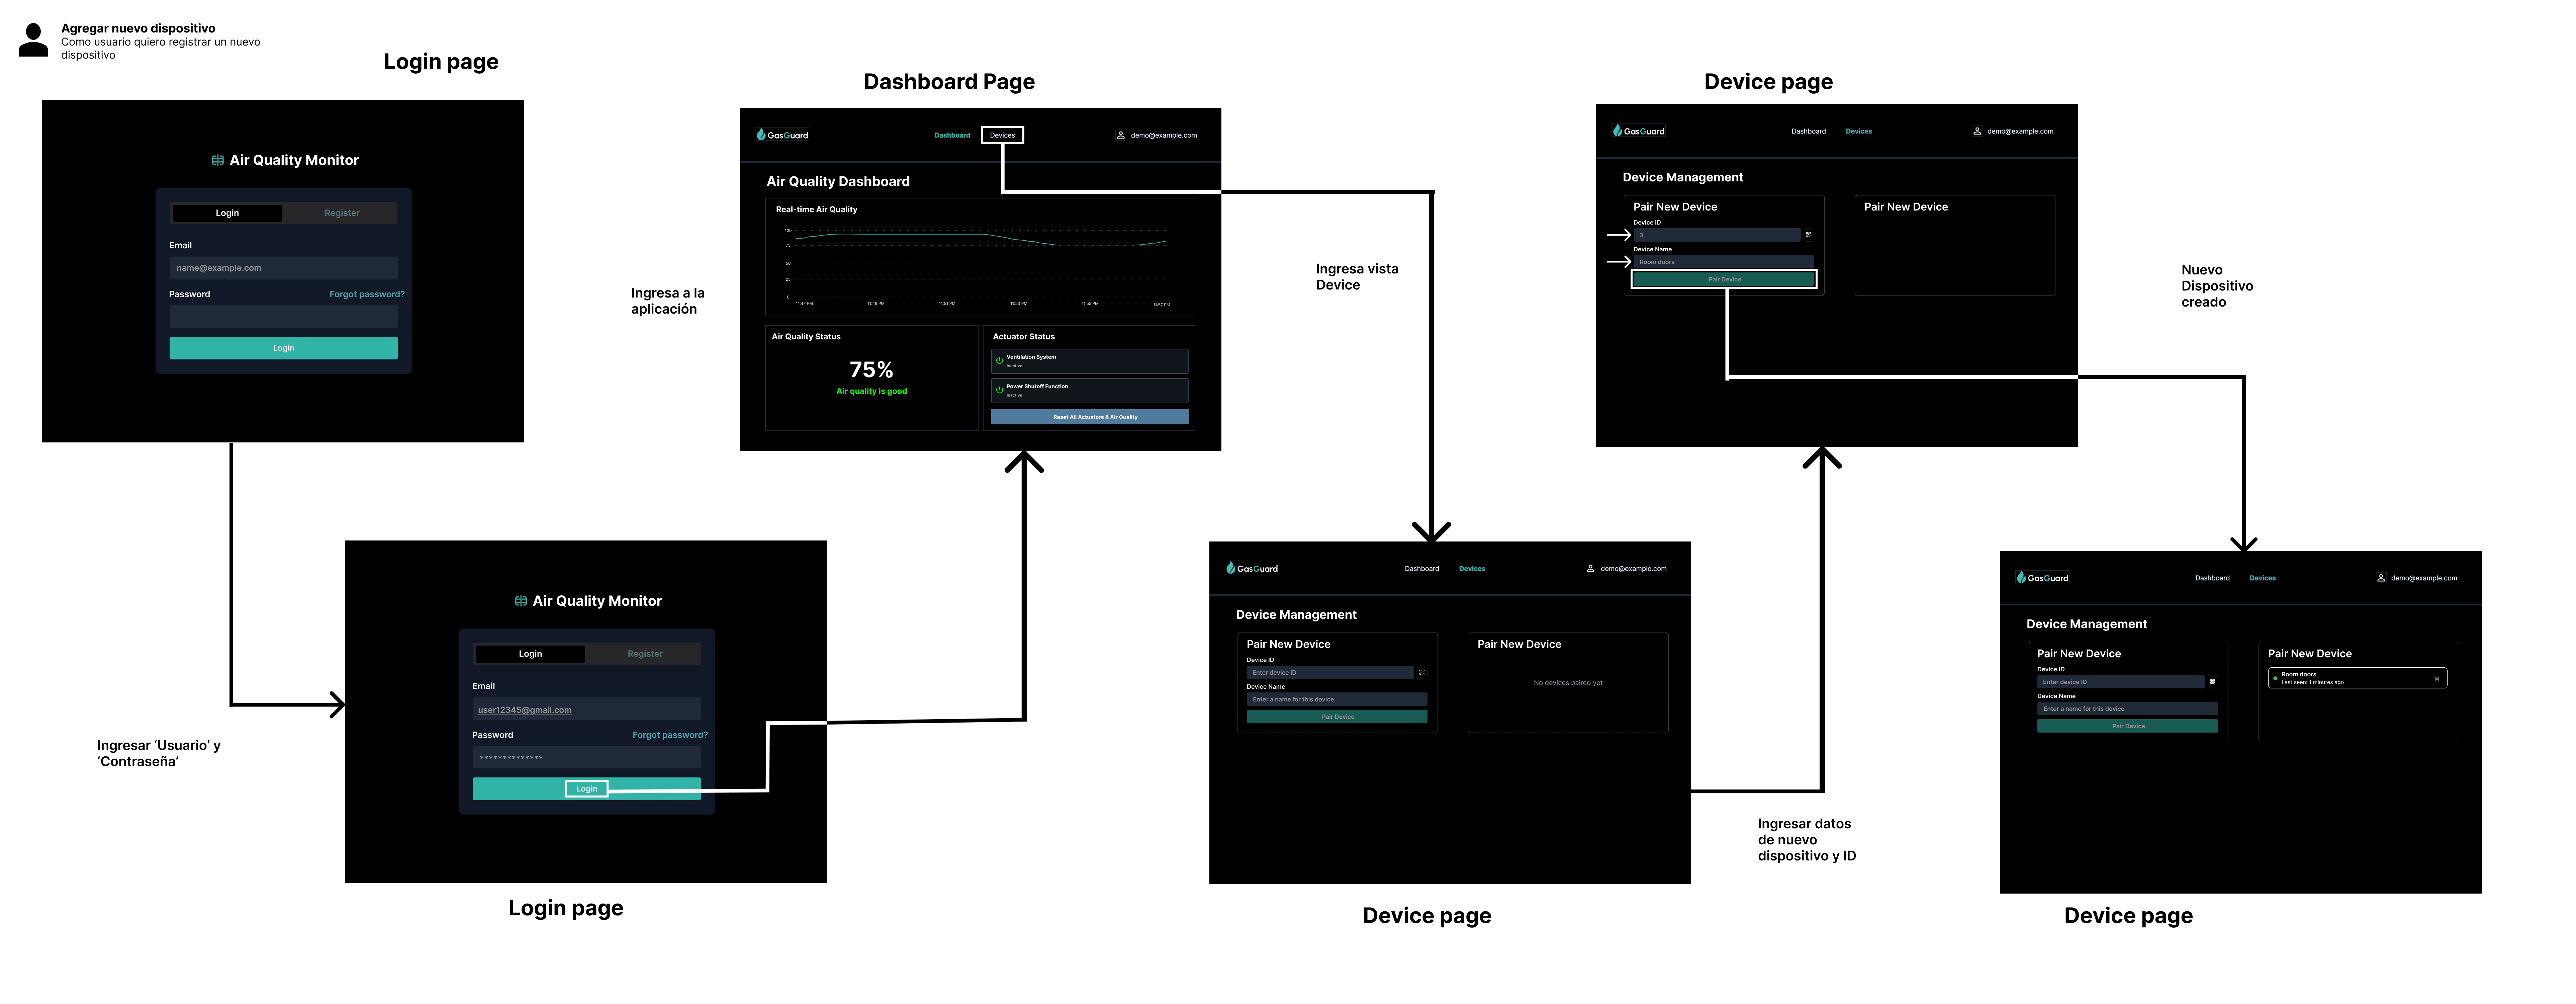 Agregar nuevo dispositivo
Como usuario quiero registrar un nuevo
dispositivo
Login page
Air Quality Monitor
Login
Register
Email
name@example.com
Password
Forgot password?
Login
Ingresar ‘Usuario’ y
‘Contraseña’
Air Quality Monitor
Login
Register
Email
user12345@gmail.com
Password
Forgot password?
**************
Login
Login page
Ingresa a la
aplicación
Dashboard Page
GasGuard
Dashboard
Devices
demo@example.com
Air Quality Dashboard
Real-time Air Quality
100
75
50
25
0
11:47 PM
11:49 PM
11:51 PM
11:53 PM
11:55 PM
11:57 PM
Air Quality Status
75%
Air quality is good
Actuator Status
Ventilation System
Inactive
Power Shutoff Function
Inactive
Reset All Actuators & Air Quality
Ingresa vista
Device
GasGuard
Dashboard
Devices
demo@example.com
Device Management
Pair New Device
Device ID
Enter device ID
Device Name
Enter a name for this device
Pair Device
Pair New Device
No devices paired yet
Device page
Ingresar datos
de nuevo
dispositivo y ID
Device page
GasGuard
Dashboard
Devices
demo@example.com
Device Management
Pair New Device
Device ID
3
Device Name
Room doors
Pair Device
Pair New Device
Nuevo
Dispositivo
creado
GasGuard
Dashboard
Devices
demo@example.com
Device Management
Pair New Device
Device ID
Enter device ID
Device Name
Enter a name for this device
Pair Device
Pair New Device
Room doors
Last seen: 1 minutes ago
Device page